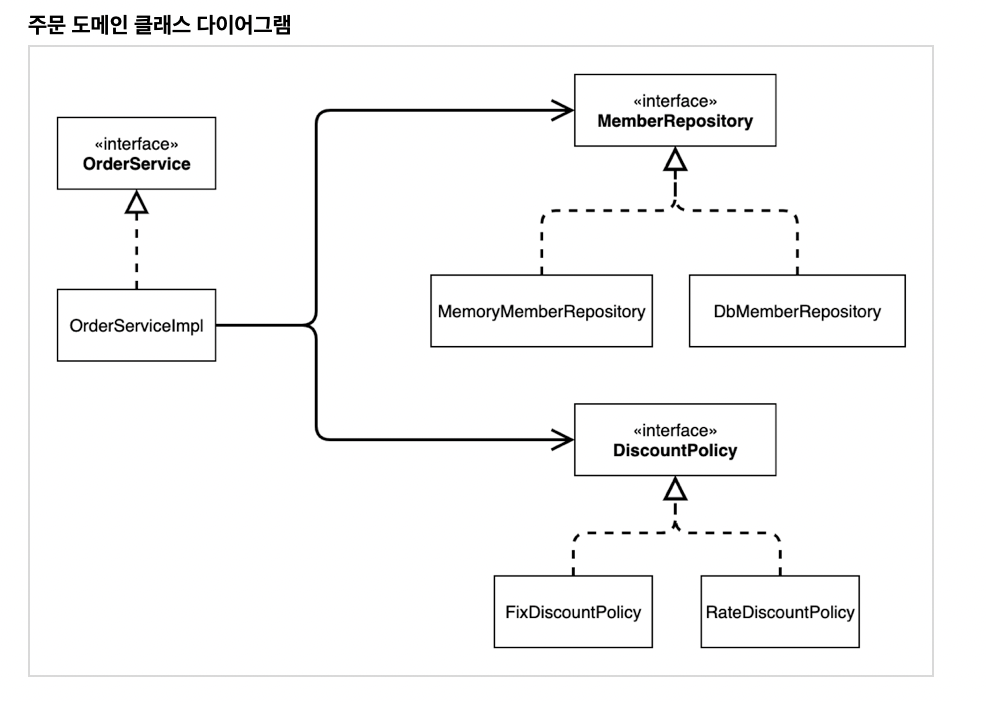 주문 도메인 클래스 다이어그램
«interface»
OrderService
OrderServiceImpl
«interface»
MemberRepository
MemoryMemberRepository
DbMemberRepository
«interface»
DiscountPolicy
FixDiscountPolicy
RateDiscountPolicy